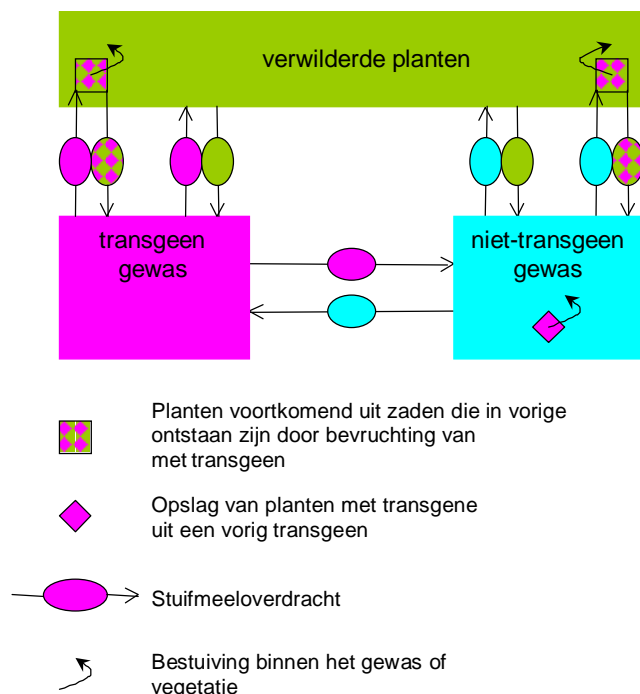 verwilderde planten
transgeen
gewas
niet-transgeen
gewas
Planten voortkomend uit zaden die in vorige
ontstaan zijn door bevruchting van
met transgeen
Opslag van planten met transgene
uit een vorig transgeen
Stuifmeeloverdracht
Bestuiving binnen het gewas of
vegetatie